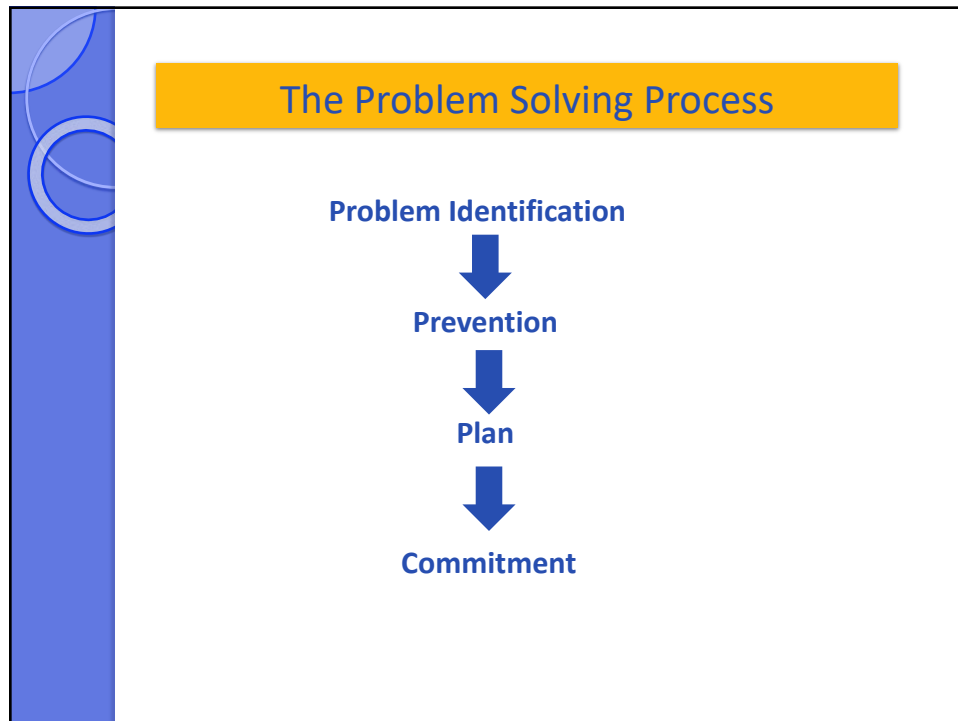 The Problem Solving Process
Problem Identification
Prevention
Plan
Commitment